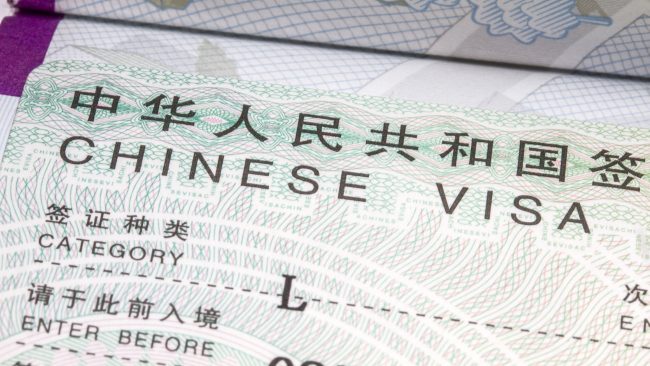 中华人民共和国签
CHINESE VISA
签证种类
CATEGORY
L
次
E
请于此前入境
ENTER BEFORE